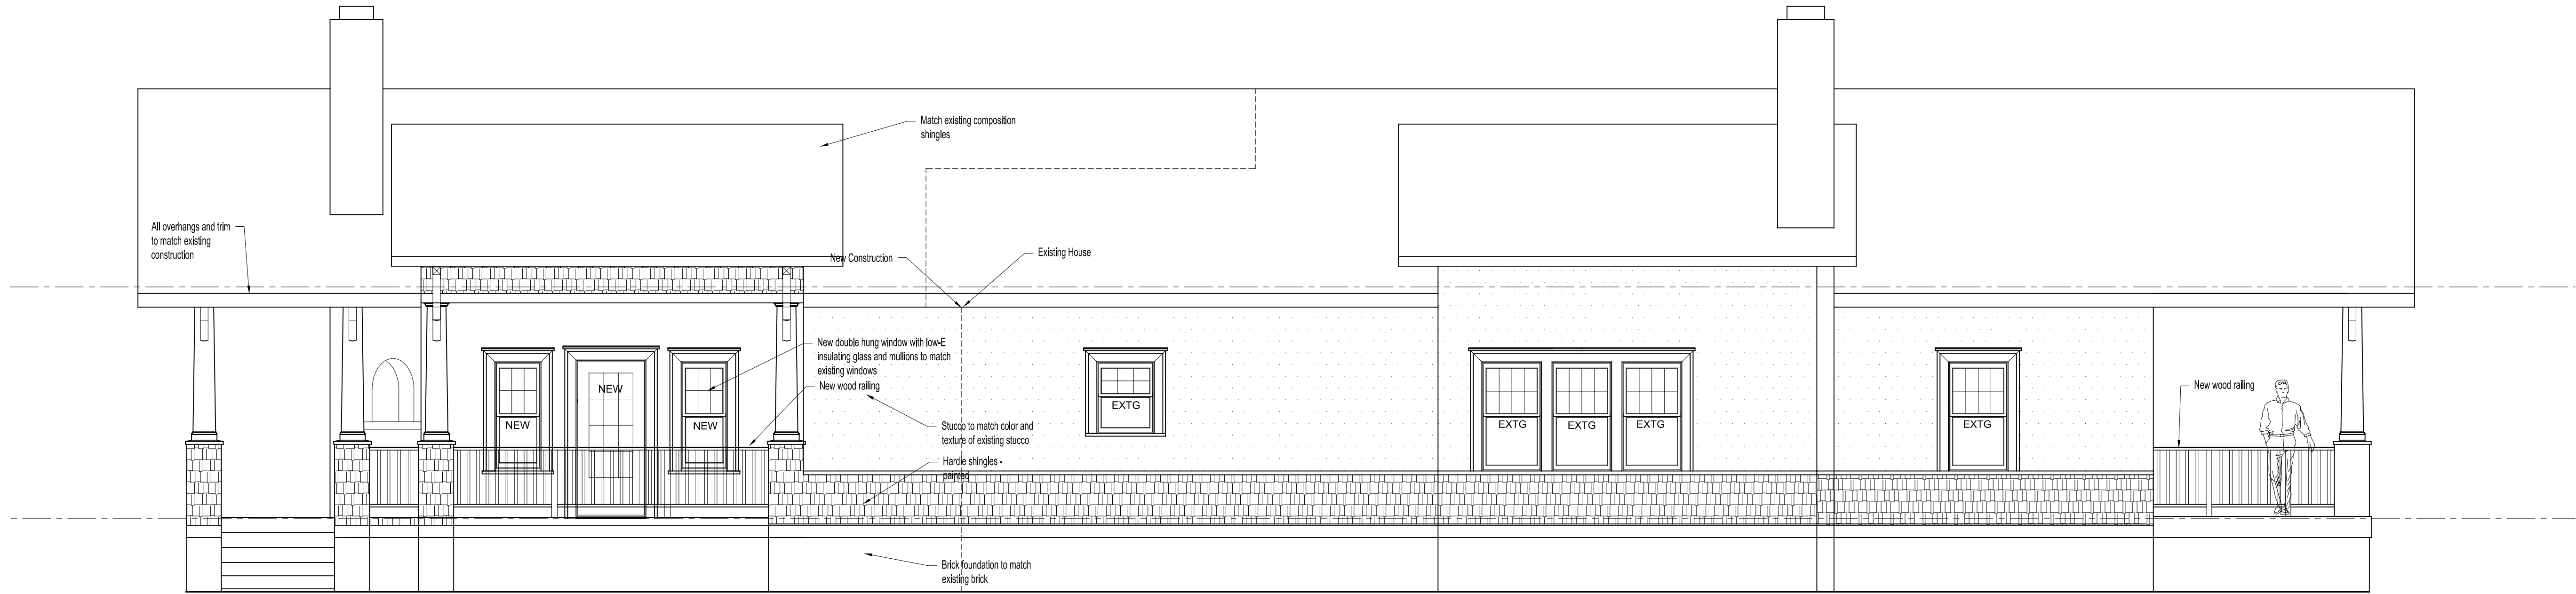 Match existing composition
shingles
All overhangs and trim
to match existing
construction
New Construction
Existing House
New double hung window with low-E
insulating glass and mullions to match
existing windows
New wood railing
NEW
NEW
NEW
EXTG
EXTG
EXTG
EXTG
EXTG
New wood railing
Stucco to match color and
texture of existing stucco
Hardie shingles -
painted
Brick foundation to match
existing brick